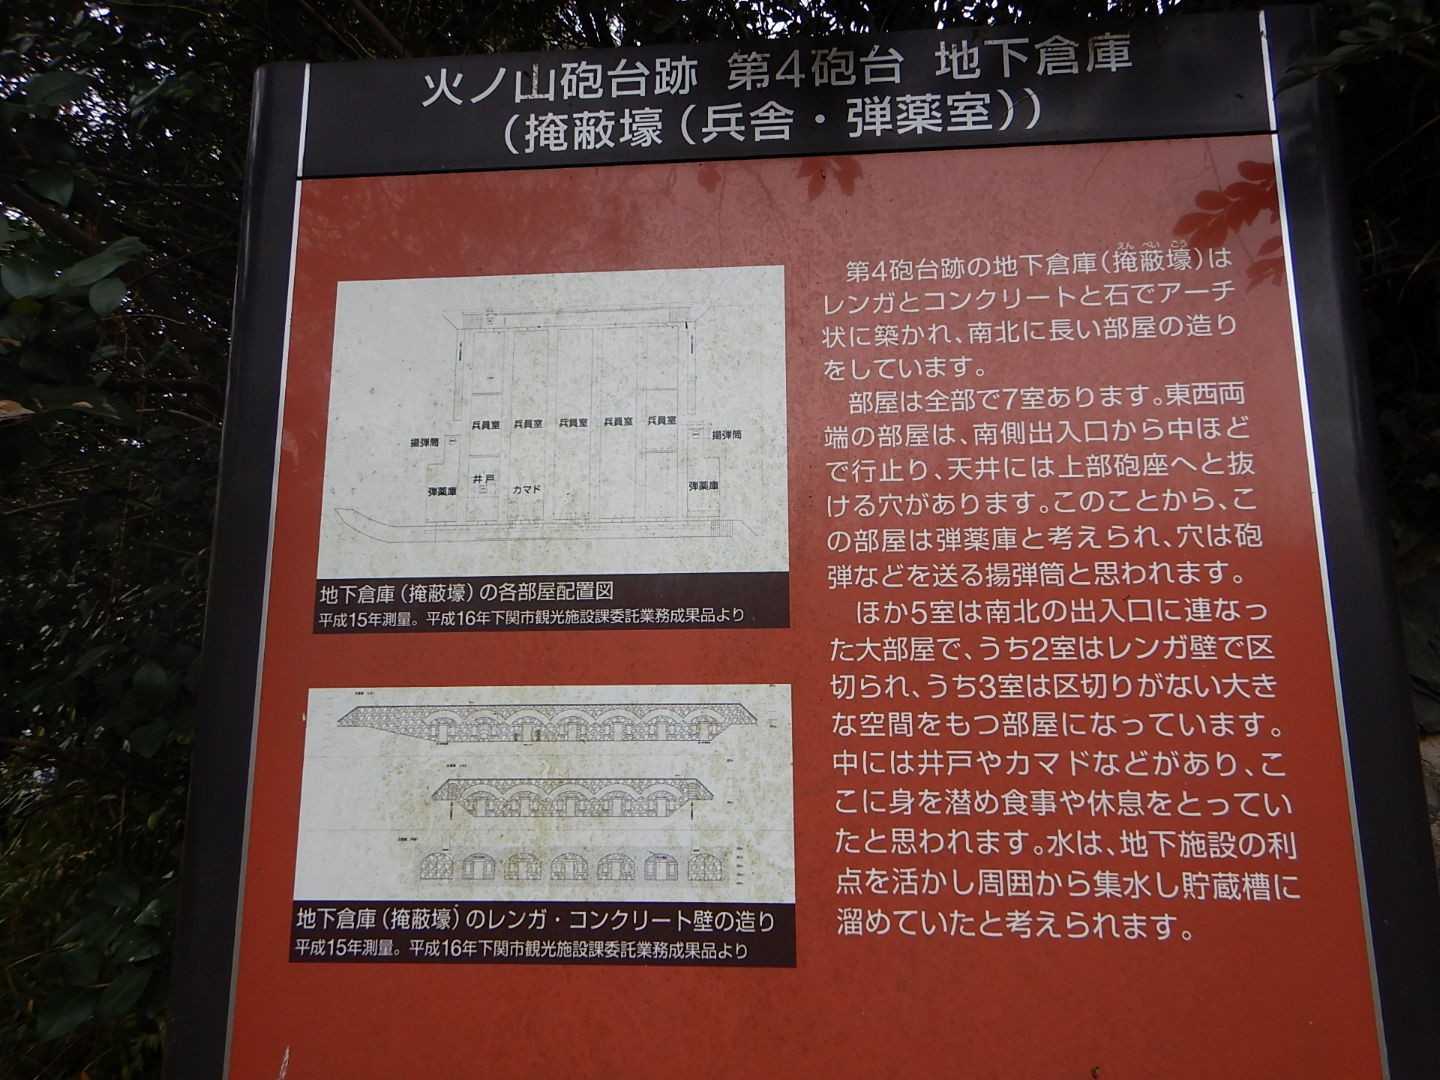 火ノ山砲台跡 第4砲台 地下倉庫
(掩蔽壕(兵舎・弾薬室))
兵員室 兵員室 兵員室 兵員室 兵員室
揚弾筒 揚弾筒
井戸
弾薬庫 カマド 弾薬庫
地下倉庫(掩蔽壕)の各部屋配置図
平成15年測量。平成16年下関市観光施設課委託業務成果品より
地下倉庫(掩蔽壕)のレンガ・コンクリート壁の造り
平成15年測量。平成16年下関市観光施設課委託業務成果品より
えん ぺい ごう
第4砲台跡の地下倉庫(掩蔽壕)は
レンガとコンクリートと石でアーチ
状に築かれ、南北に長い部屋の造り
をしています。
部屋は全部で7室あります。東西両
端の部屋は、南側出入口から中ほど
で行止り、天井には上部砲座へと抜
ける穴があります。このことから、こ
の部屋は弾薬庫と考えられ、穴は砲
弾などを送る揚弾筒と思われます。
ほか5室は南北の出入口に連なっ
た大部屋で、うち2室はレンガ壁で区
切られ、うち3室は区切りがない大き
な空間をもつ部屋になっています。
中には井戸やカマドなどがあり、こ
こに身を潜め食事や休息をとってい
たと思われます。水は、地下施設の利
点を活かし周囲から集水し貯蔵槽に
溜めていたと考えられます。